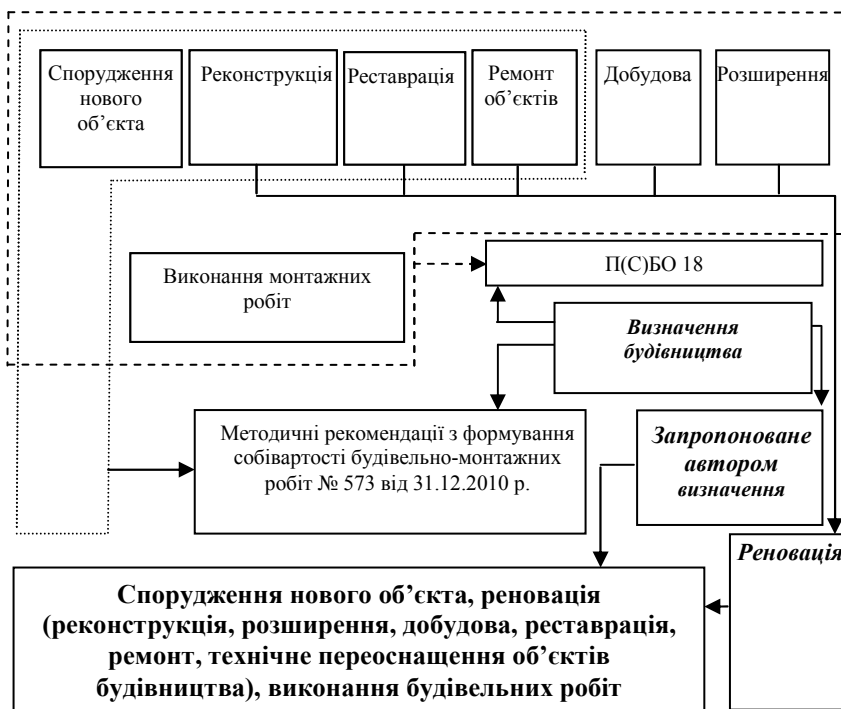 Спорудження
нового
об’єкта
Реконструкція
Реставрація
Ремонт
об’єктів
Добудова
Розширення
Виконання монтажних
робіт
П(С)БО 18
Визначення
будівництва
Методичні рекомендації з формування
собівартості будівельно-монтажних
робіт № 573 від 31.12.2010 р.
Запропоноване
автором
визначення
Реновація
Спорудження нового об’єкта, реновація
(реконструкція, розширення, добудова, реставрація,
ремонт, технічне переоснащення об’єктів
будівництва), виконання будівельних робіт